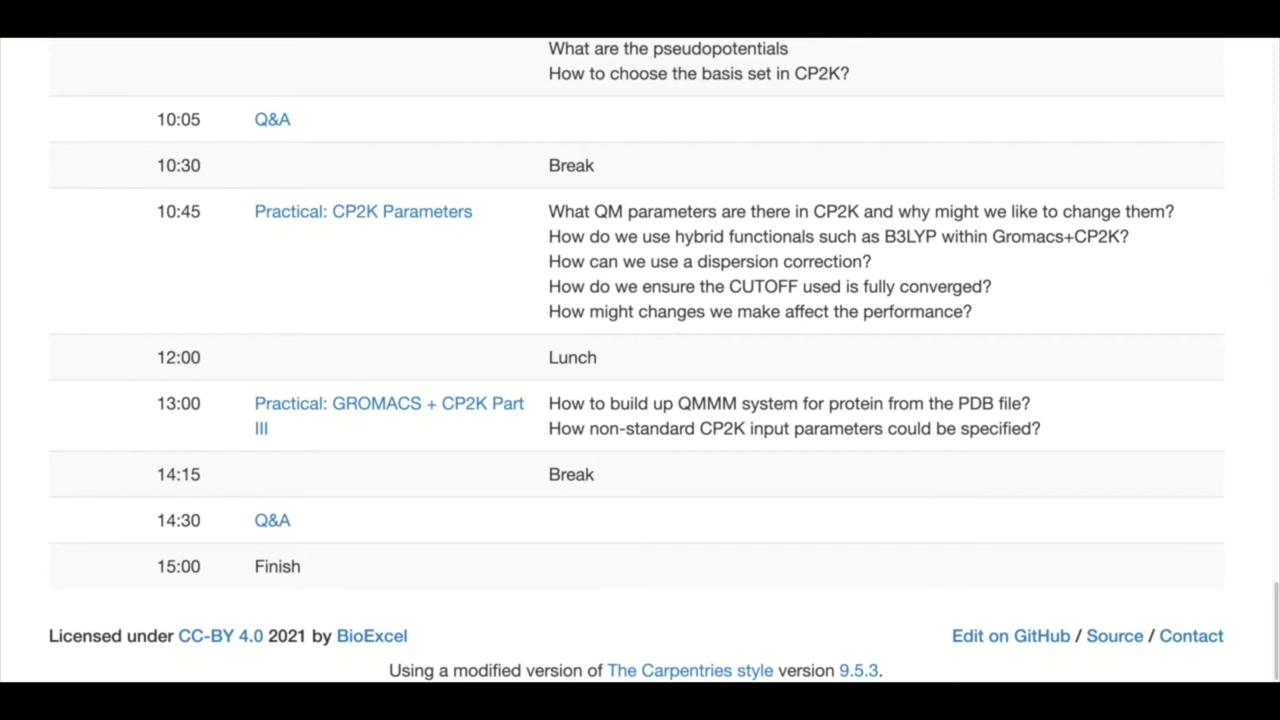 What are the pseudopotentials
How to choose the basis set in CP2K?
10:05 Q&A
10:30 Break
10:45 Practical: CP2K Parameters What QM parameters are there in CP2K and why might we like to change them?
How do we use hybrid functionals such as B3LYP within Gromacs+CP2K?
How can we use a dispersion correction?
How do we ensure the CUTOFF used is fully converged?
How might changes we make affect the performance?
12:00 Lunch
13:00 Practical: GROMACS + CP2K Part How to build up QMMM system for protein from the PDB file?
III How non-standard CP2K input parameters could be specified?
14:15 Break
14:30 Q&A
15:00 Finish
Licensed under CC-BY 4.0 2021 by BioExcel Edit on GitHub / Source / Contact
Using a modified version of The Carpentries style version 9.5.3.